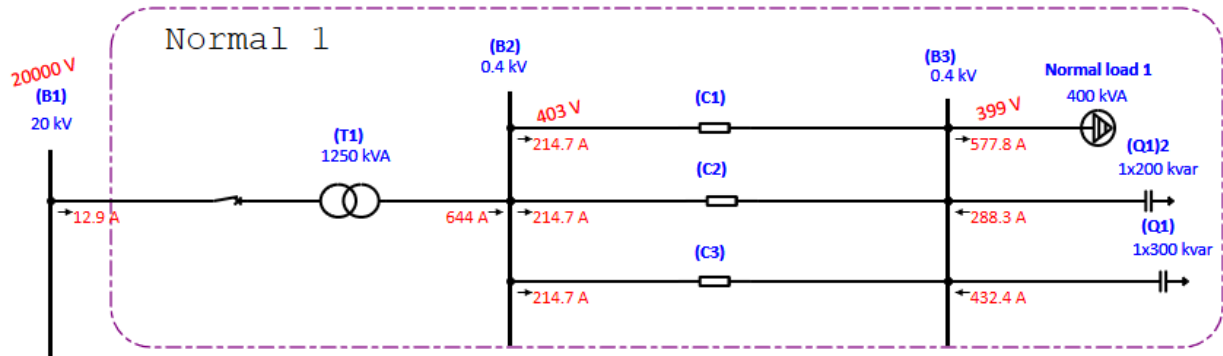 Normal 1
20000 V
(B1)
20 kV
12.9 A
(T1)
1250 kVA
644 A
(B2)
0.4 kV
403 V
214.7 A
214.7 A
214.7 A
(C1)
(C2)
(C3)
(B3)
0.4 kV
399 V
577.8 A
288.3 A
432.4 A
Normal load 1
400 kVA
(Q1)2
1x200 kvar
(Q1)
1x300 kvar